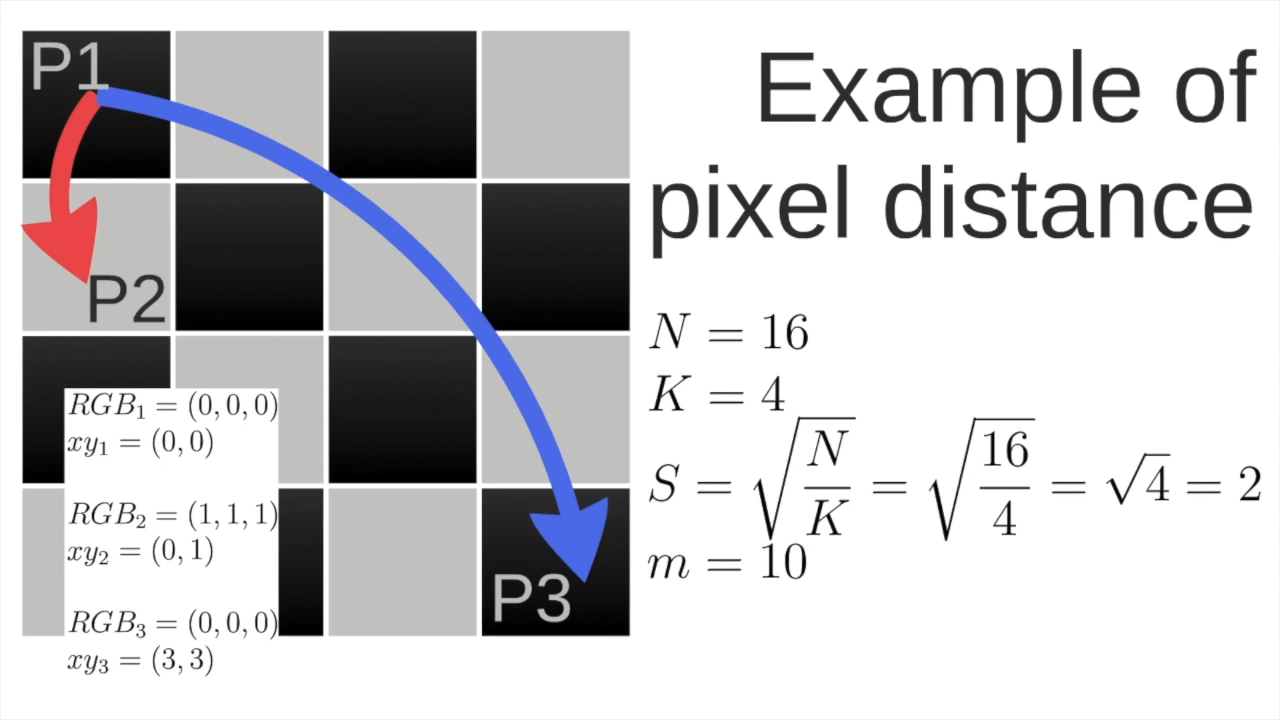 P1
P2
P3
RGB₁ = (0, 0, 0)
xy₁ = (0, 0)
RGB₂ = (1, 1, 1)
xy₂ = (0, 1)
RGB₃ = (0, 0, 0)
xy₃ = (3, 3)
Example of
pixel distance
N = 16
K = 4
S = √(N/K) = √(16/4) = √4 = 2
m = 10